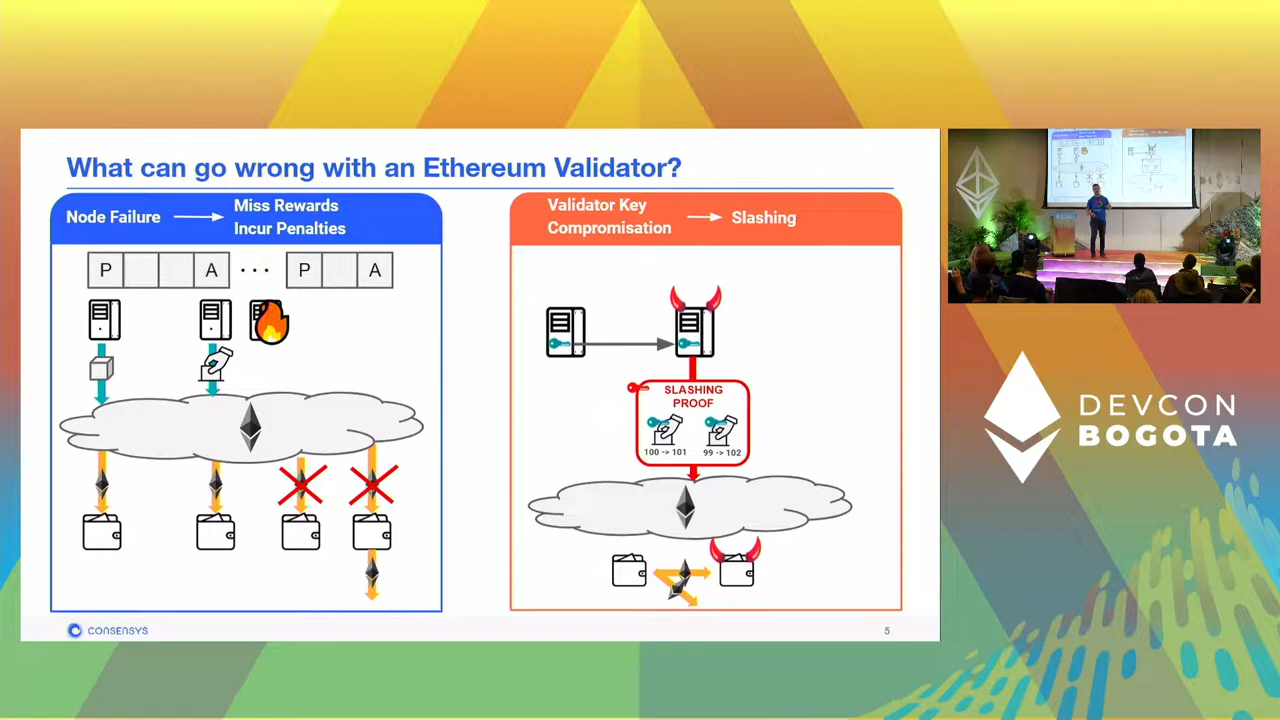 What can go wrong with an Ethereum Validator?
Node Failure
Miss Rewards
Incur Penalties
P
A
...
P
A
Validator Key
Compromisation
Slashing
SLASHING
PROOF
100 -> 101
99 -> 102
CONSENSYS
5
DEVCON
BOGOTA